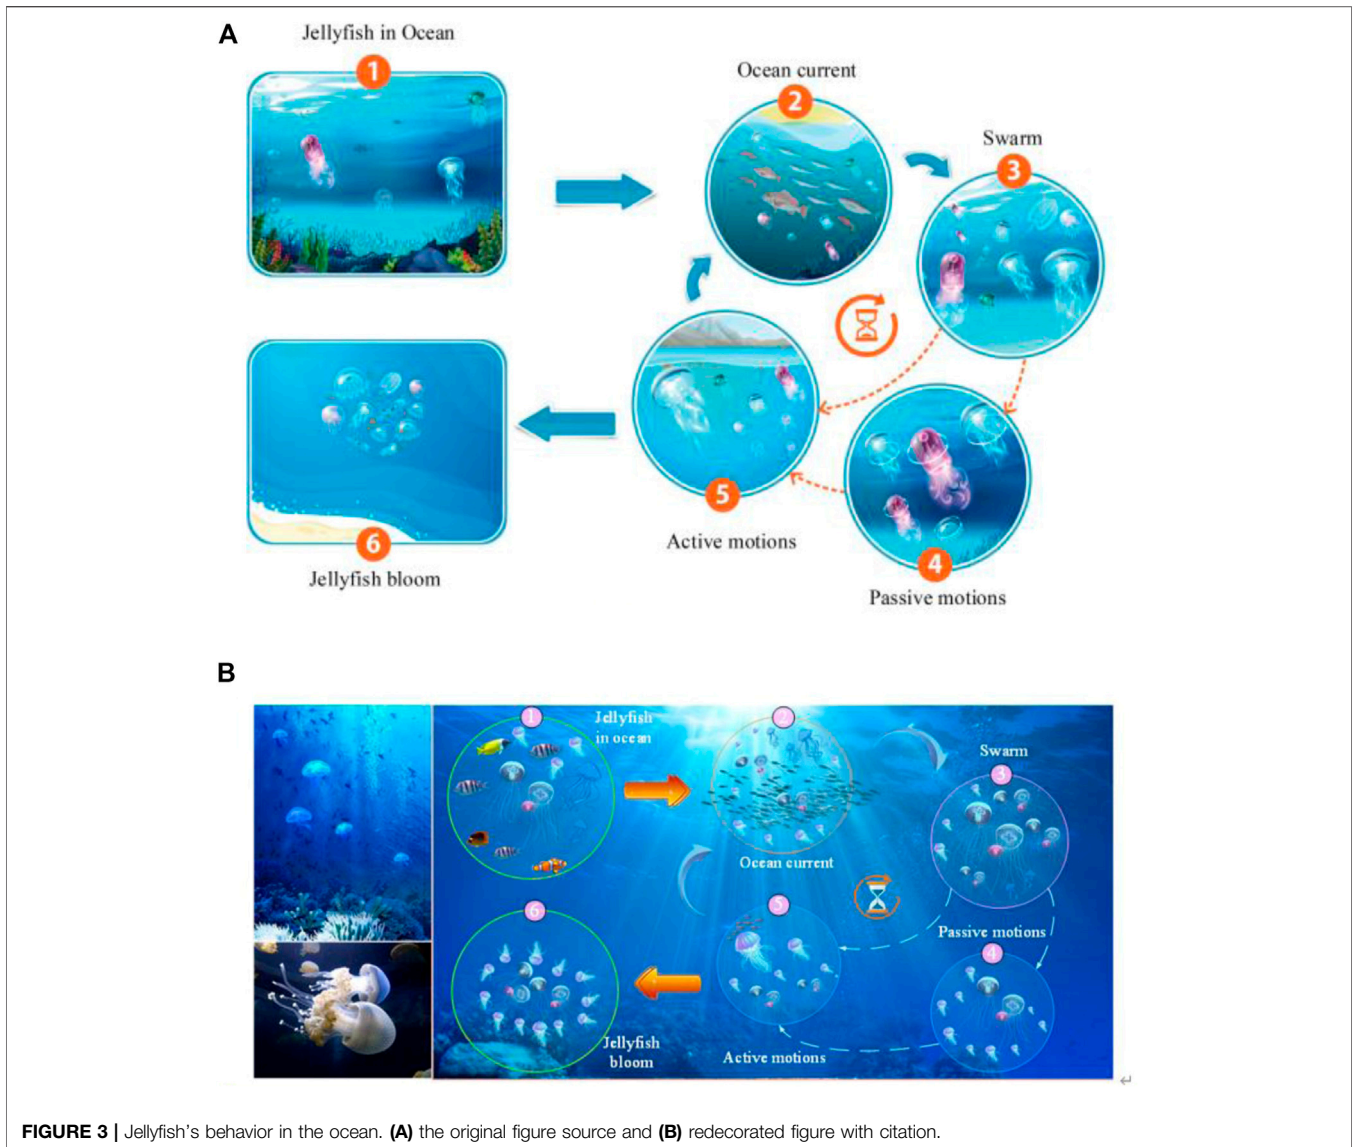 A
Jellyfish in Ocean
1
Ocean current
2
Swarm
3
5
Active motions
4
Passive motions
6
Jellyfish bloom
B
1
Jellyfish
in ocean
2
Ocean current
Swarm
3
Passive motions
4
5
Active motions
6
Jellyfish
bloom
FIGURE 3 | Jellyfish's behavior in the ocean. (A) the original figure source and (B) redecorated figure with citation.